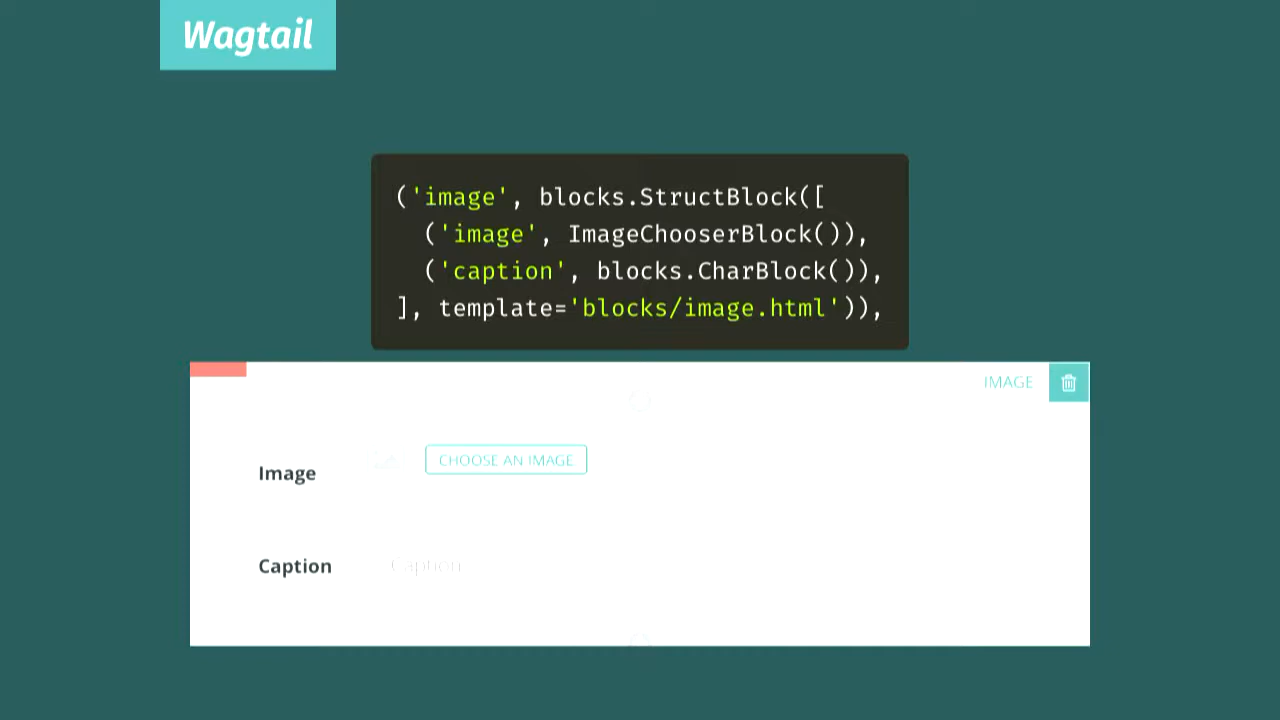 Wagtail
('image', blocks.StructBlock([
('image', ImageChooserBlock()),
('caption', blocks.CharBlock()),
], template='blocks/image.html')),
IMAGE
Image
CHOOSE AN IMAGE
Caption
Caption